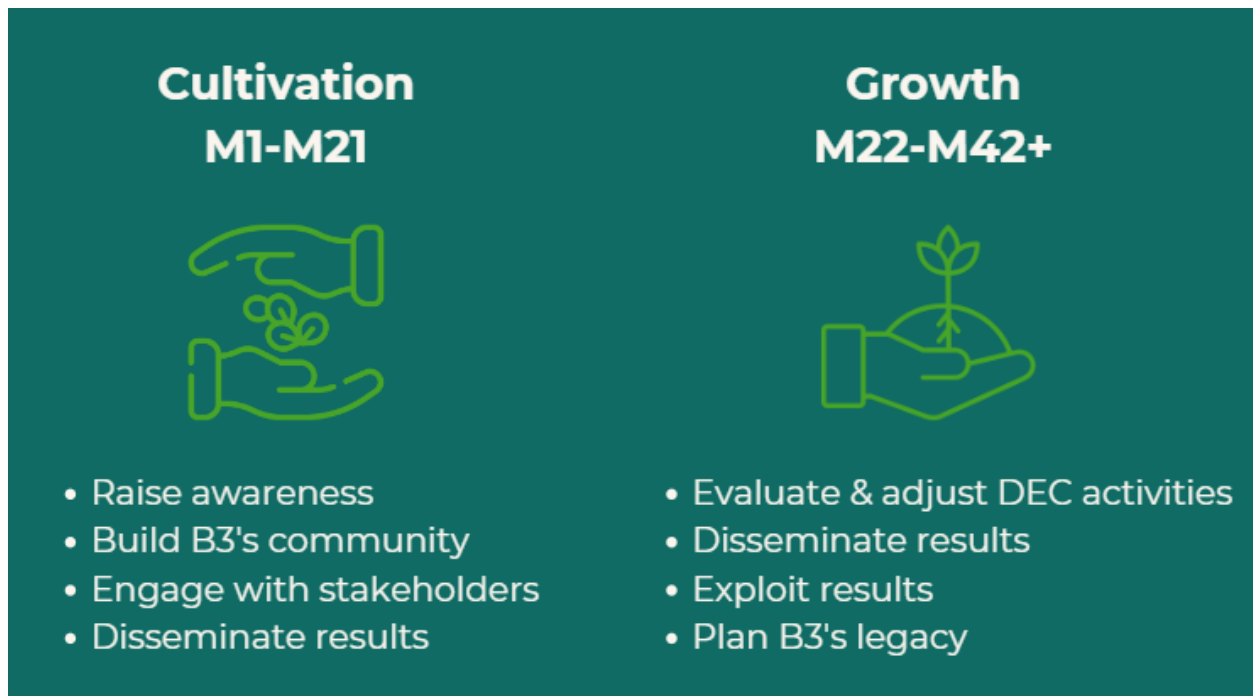 Cultivation
M1-M21
• Raise awareness
• Build B3's community
• Engage with stakeholders
• Disseminate results
Growth
M22-M42+
• Evaluate & adjust DEC activities
• Disseminate results
• Exploit results
• Plan B3's legacy